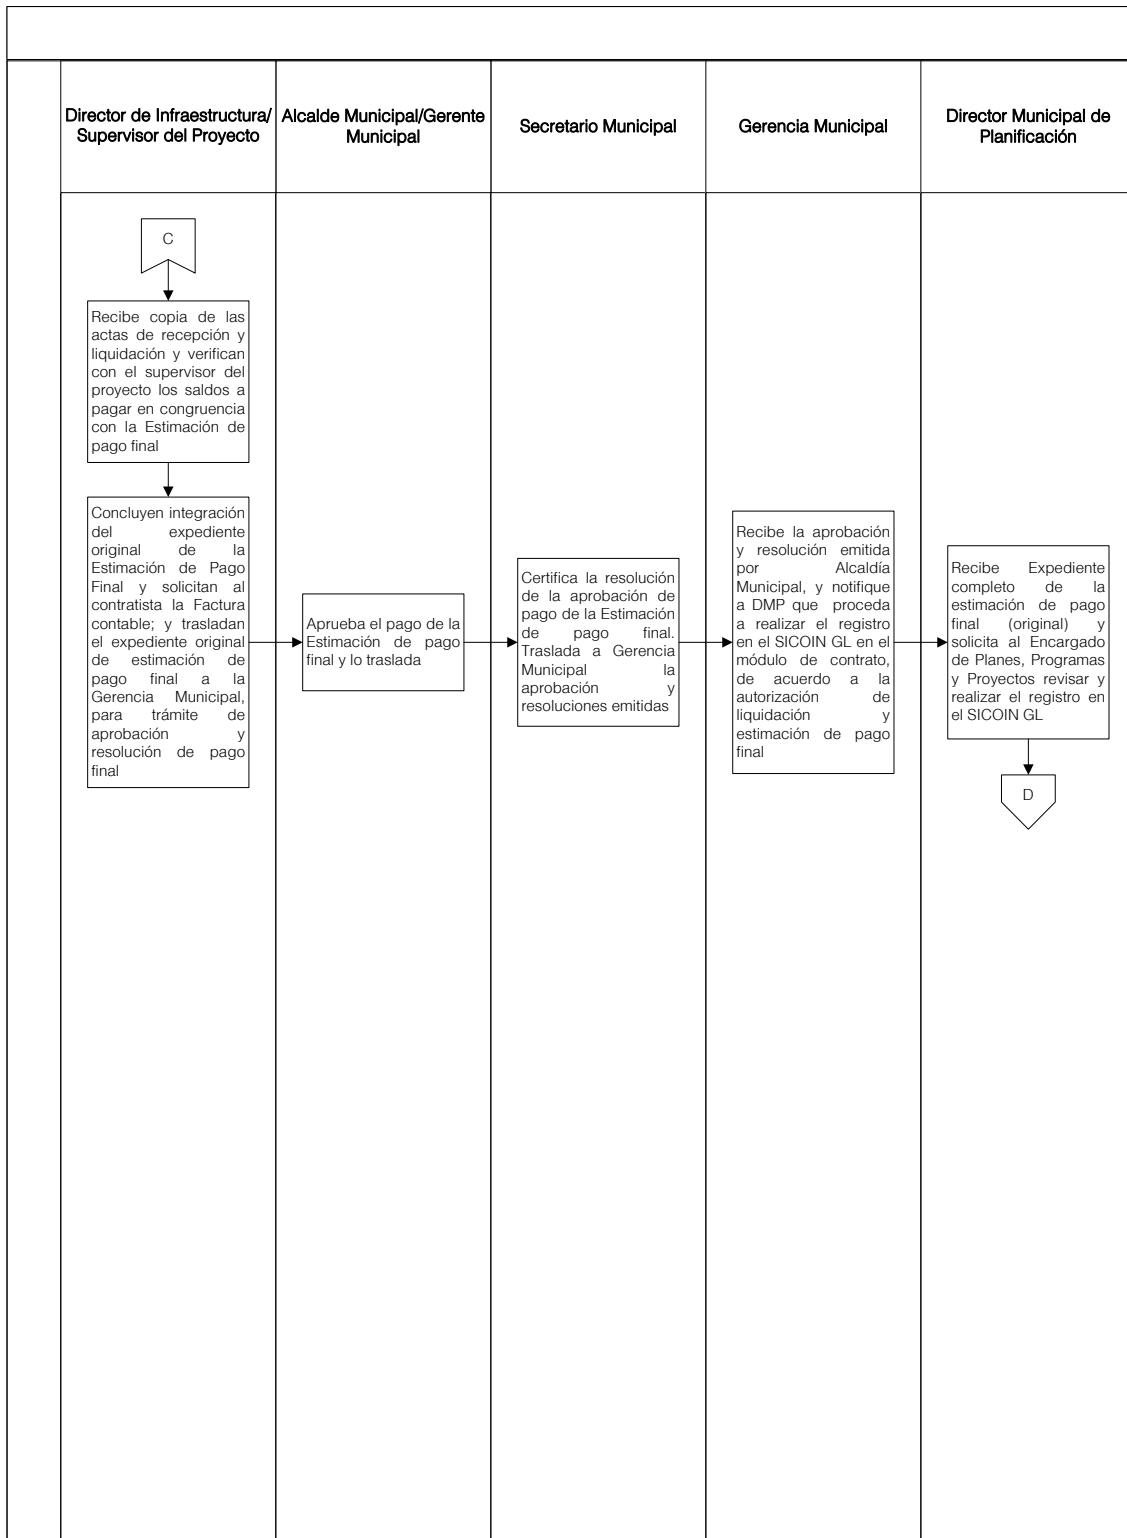 Director de Infraestructura/
Supervisor del Proyecto
Alcalde Municipal/Gerente
Municipal
Secretario Municipal
Gerencia Municipal
Director Municipal de
Planificación
C
Recibe copia de las
actas de recepción y
liquidación y verifican
con el supervisor del
proyecto los saldos a
pagar en congruencia
con la Estimación de
pago final
Concluyen integración
del expediente
original de la
Estimación de Pago
Final y solicitan al
contratista la Factura
contable; y trasladan
el expediente original
de estimación de
pago final a la
Gerencia Municipal,
para trámite de
aprobación y
resolución de pago
final
Aprueba el pago de la
Estimación de pago
final y lo traslada
Certifica la resolución
de la aprobación de
pago de la Estimación
de pago final.
Traslada a Gerencia
Municipal la
aprobación y
resoluciones emitidas
Recibe la aprobación
y resolución emitida
por Alcaldía
Municipal, y notifique
a DMP que proceda
a realizar el registro
en el SICOIN GL en el
módulo de contrato,
de acuerdo a la
autorización de
liquidación y
estimación de pago
final
Recibe Expediente
completo de la
estimación de pago
final (original) y
solicita al Encargado
de Planes, Programas
y Proyectos revisar y
realizar el registro en
el SICOIN GL
D